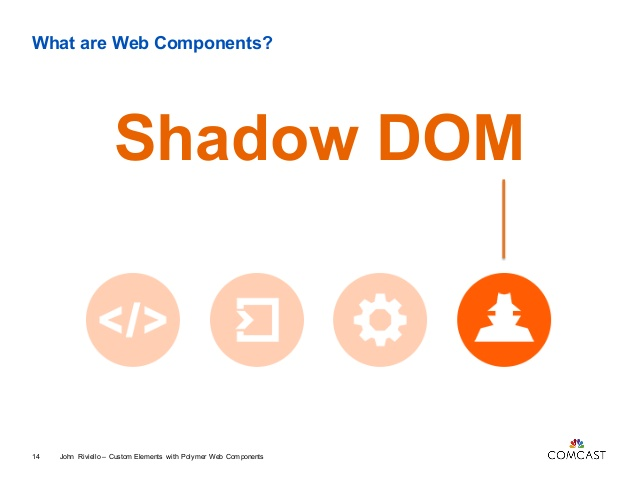 What are Web Components?
Shadow DOM
</>
14 John Riviello – Custom Elements with Polymer Web Components
COMCAST